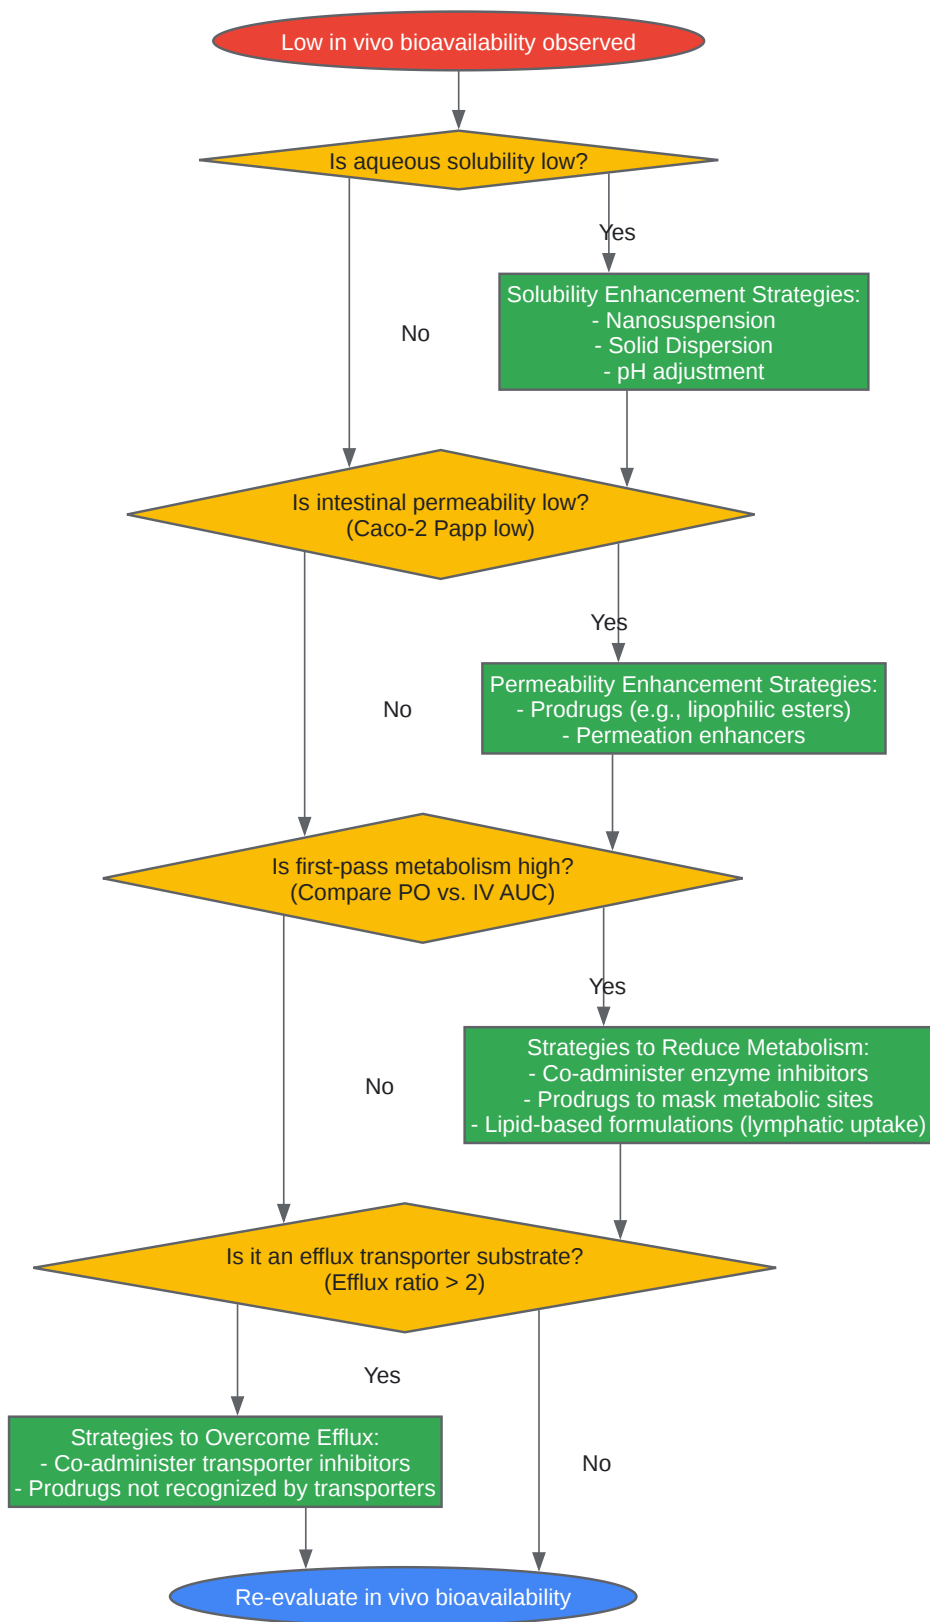 Low in vivo bioavailability observed
Is aqueous solubility low?
Yes
Solubility Enhancement Strategies:
- Nanosuspension
- Solid Dispersion
- pH adjustment
No
Is intestinal permeability low?
(Caco-2 Papp low)
Yes
Permeability Enhancement Strategies:
- Prodrugs (e.g., lipophilic esters)
- Permeation enhancers
No
Is first-pass metabolism high?
(Compare PO vs. IV AUC)
Yes
Strategies to Reduce Metabolism:
- Co-administer enzyme inhibitors
- Prodrugs to mask metabolic sites
- Lipid-based formulations (lymphatic uptake)
No
Is it an efflux transporter substrate?
(Efflux ratio > 2)
Yes
Strategies to Overcome Efflux:
- Co-administer transporter inhibitors
- Prodrugs not recognized by transporters
No
Re-evaluate in vivo bioavailability